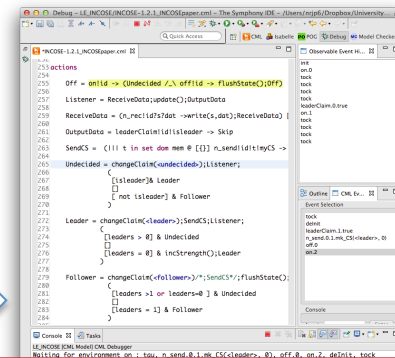 Debug - LE_INCOSE-1.2.1_INCOSEpaper.cml - The Symphony IDE - /Users/nrjp6/Dropbox/University...
Quick Access
CML
Isabelle
POG
Debug
Model Checke
*INCOSE-1.2.1_INCOSEpaper.cml
253 actions
254
255 Off = on!id -> (Undecided /_\ off!id -> flushState();Off)
256
257 Listener = ReceiveData;update();OutputData
258
259 ReceiveData = (n_rec!id?s?dat ->write(s,dat);ReceiveData) [
260
261 OutputData = leaderClaim!id!isleader -> Skip
262
263 SendCS = (||| t in set dom mem @ [{}] n_send!id!t!myCS ->
264
265 Undecided = changeClaim(<undecided>);Listener;
266 (
267 [isleader]& Leader
268 []
269 [ not isleader] & Follower
270 )
271
272 Leader = changeClaim(<leader>);SendCS;Listener;
273 (
274 [leaders > 0] & Undecided
275 []
276 [leaders = 0] & incStrength();Leader
277 )
278
279 Follower = changeClaim(<follower>)/*;SendCS*/;flushState();
280 (
281 [leaders >1 or leaders=0 ] & Undecided
282 []
283 [leaders = 1] & Follower
284 )
Observable Event Hi...
init
on.0
tock
tock
tock
leaderClaim.0.true
on.1
tock
tock
tock
Outline
CML Ev...
Event Selection
tock
deInit
leaderClaim.1.true
n_send.0.1.mk_CS(<leader>, 0)
off.0
on.2
Console
Console
Tasks
LE_INCOSE [CML Model] CML Debugger
Waiting for environment on : tau, n_send.0.1.mk_CS(<leader>, 0), off.0, on.2, deInit, tock